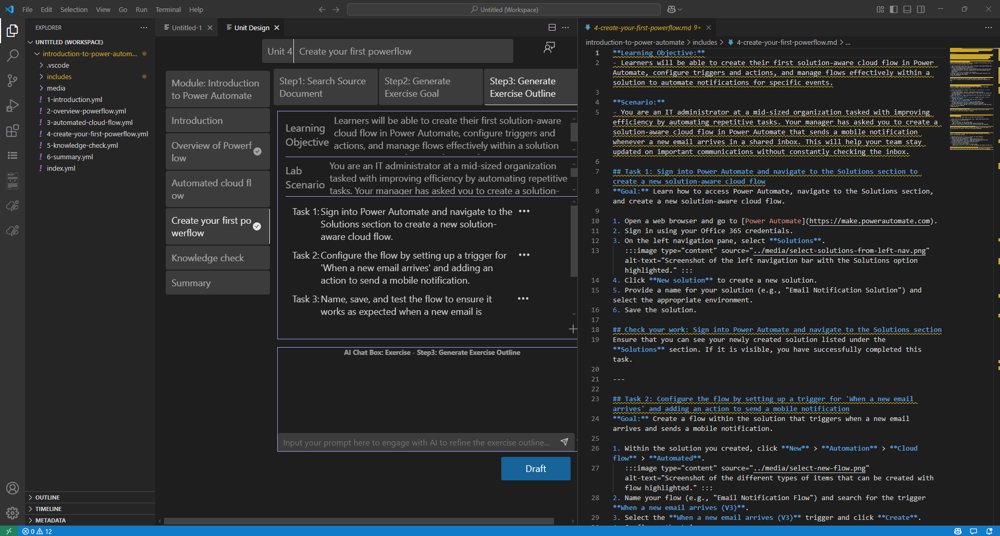 File Edit Selection View Go Run Terminal Help
Untitled (Workspace)
EXPLORER
UNTITLED (WORKSPACE)
introduction-to-power-autom...
.vscode
includes
media
1-introduction.yml
2-overview-powerflow.yml
3-automated-cloud-flow.yml
4-create-your-first-powerflow.yml
5-knowledge-check.yml
6-summary.yml
index.yml
OUTLINE
TIMELINE
METADATA
Untitled-1
Unit Design
Unit 4
Create your first powerflow
Module: Introduction
to Power Automate
Introduction
Overview of Powerf
low
Automated cloud fl
ow
Create your first po
werflow
Knowledge check
Summary
Step1: Search Source
Document
Step2: Generate
Exercise Goal
Step3: Generate
Exercise Outline
Learning
Objective
Learners will be able to create their first solution-aware
cloud flow in Power Automate, configure triggers and
actions, and manage flows effectively within a solution
Lab
Scenario
You are an IT administrator at a mid-sized organization
tasked with improving efficiency by automating repetitive
tasks. Your manager has asked you to create a solution-
Task 1: Sign into Power Automate and navigate to the
Solutions section to create a new solution-
aware cloud flow.
Task 2: Configure the flow by setting up a trigger for
'When a new email arrives' and adding an
action to send a mobile notification.
Task 3: Name, save, and test the flow to ensure it
works as expected when a new email is
AI Chat Box: Exercise - Step3: Generate Exercise Outline
Input your prompt here to engage with AI to refine the exercise outline...
Draft
4-create-your-first-powerflow.md 9+
introduction-to-power-automate > includes > 4-create-your-first-powerflow.md > ...
1 **Learning Objective:**
2 - Learners will be able to create their first solution-aware cloud flow in Power
Automate, configure triggers and actions, and manage flows effectively within a
solution to automate notifications for specific events.
3
4 **Scenario:**
5 - You are an IT administrator at a mid-sized organization tasked with improving
efficiency by automating repetitive tasks. Your manager has asked you to create a
solution-aware cloud flow in Power Automate that sends a mobile notification
whenever a new email arrives in a shared inbox. This will help your team stay
updated on important communications without constantly checking the inbox.
6
7 ## Task 1: Sign into Power Automate and navigate to the Solutions section to
create a new solution-aware cloud flow
8 **Goal:** Learn how to access Power Automate, navigate to the Solutions section,
and create a new solution-aware cloud flow.
9
10 1. Open a web browser and go to [Power Automate](https://make.powerautomate.com).
11 2. Sign in using your Office 365 credentials.
12 3. On the left navigation pane, select **Solutions**.
13 :::image type="content" source="../media/select-solutions-from-left-nav.png"
alt-text="Screenshot of the left navigation bar with the Solutions option
highlighted." :::
14 4. Click **New solution** to create a new solution.
15 5. Provide a name for your solution (e.g., "Email Notification Solution") and
select the appropriate environment.
16 6. Save the solution.
17
18 ## Check your work: Sign into Power Automate and navigate to the Solutions section
19 Ensure that you can see your newly created solution listed under the
**Solutions** section. If it is visible, you have successfully completed this
task.
20
21 ---
22
23 ## Task 2: Configure the flow by setting up a trigger for 'When a new email
arrives' and adding an action to send a mobile notification
24 **Goal:** Create a flow within the solution that triggers when a new email
arrives and sends a mobile notification.
25
26 1. Within the solution you created, click **New** > **Automation** > **Cloud
flow** > **Automated**.
27 :::image type="content" source="../media/select-new-flow.png"
alt-text="Screenshot of the different types of items that can be created with
flow highlighted." :::
28 2. Name your flow (e.g., "Email Notification Flow") and search for the trigger
**When a new email arrives (V3)**.
29 3. Select the **When a new email arrives (V3)** trigger and click **Create**.
0 12